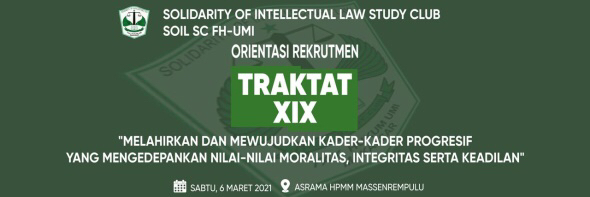 SOLIDARITY OF INTELLECTUAL LAW STUDY CLUB
SOIL SC FH-UMI
ORIENTASI REKRUTMEN
TRAKTAT
XIX
"MELAHIRKAN DAN MEWUJUDKAN KADER-KADER PROGRESIF
YANG MENGEDEPANKAN NILAI-NILAI MORALITAS, INTEGRITAS SERTA KEADILAN"
SABTU, 6 MARET 2021 ASRAMA HPMM MASSENREMPULU